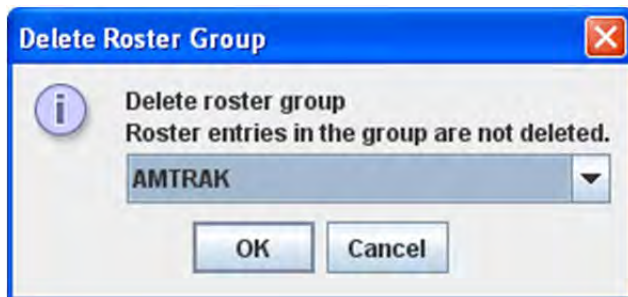 Delete Roster Group
Delete roster group
Roster entries in the group are not deleted.
AMTRAK
OK
Cancel